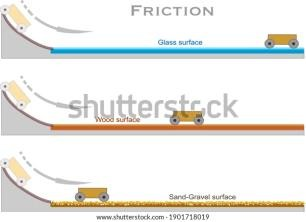 FRICTION
Glass surface
shutterstock
Wood surface
Sand-Gravel surface
www.shutterstock.com · 1901718019